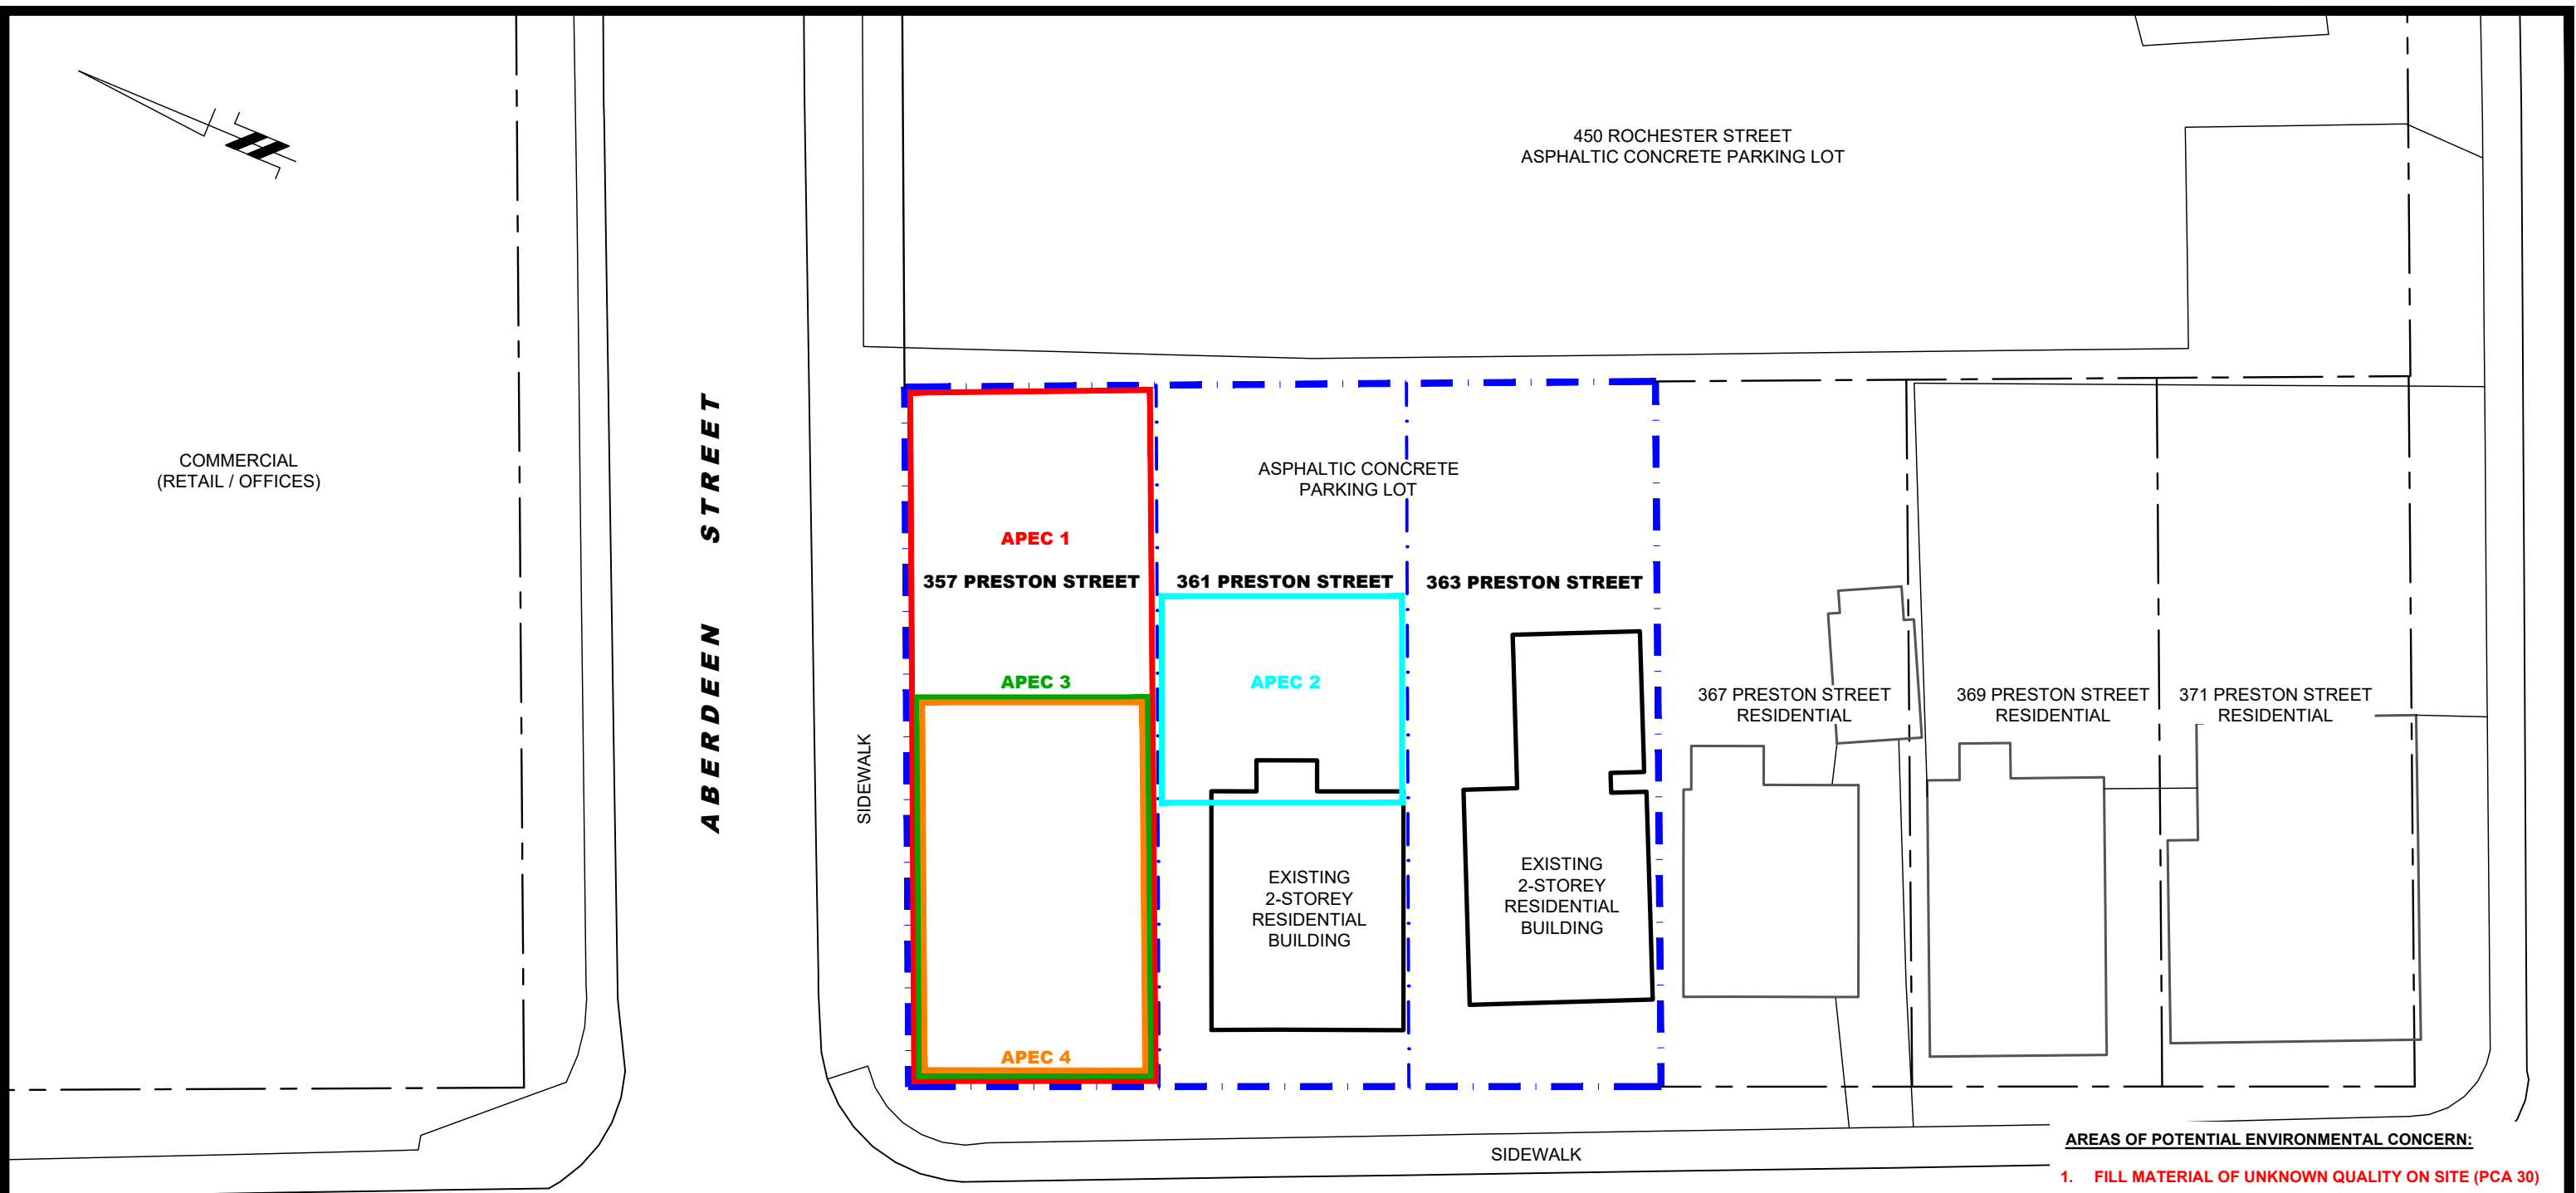 450 ROCHESTER STREET
ASPHALTIC CONCRETE PARKING LOT
COMMERCIAL
(RETAIL / OFFICES)
ABERDEEN STREET
SIDEWALK
ASPHALTIC CONCRETE
PARKING LOT
APEC 1
357 PRESTON STREET
361 PRESTON STREET
363 PRESTON STREET
APEC 3
APEC 2
367 PRESTON STREET
RESIDENTIAL
369 PRESTON STREET
RESIDENTIAL
371 PRESTON STREET
RESIDENTIAL
EXISTING
2-STOREY
RESIDENTIAL
BUILDING
EXISTING
2-STOREY
RESIDENTIAL
BUILDING
APEC 4
SIDEWALK
AREAS OF POTENTIAL ENVIRONMENTAL CONCERN:
1. FILL MATERIAL OF UNKNOWN QUALITY ON SITE (PCA 30)